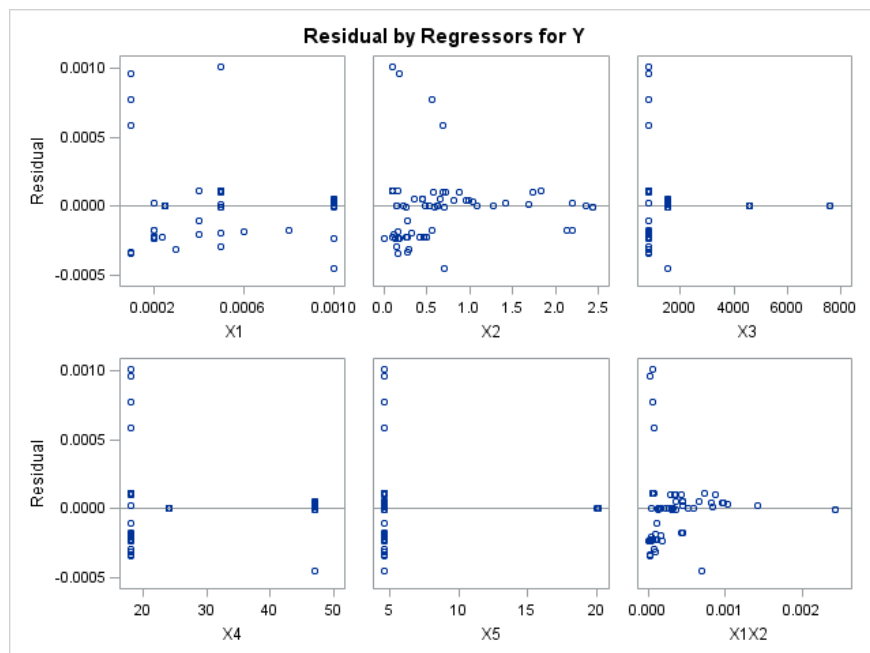 Residual by Regressors for Y
Residual
0.0010
0.0005
0.0000
-0.0005
0.0002 0.0006 0.0010
X1
0.0 0.5 1.0 1.5 2.0 2.5
X2
2000 4000 6000 8000
X3
Residual
0.0010
0.0005
0.0000
-0.0005
20 30 40 50
X4
5 10 15 20
X5
0.000 0.001 0.002
X1X2